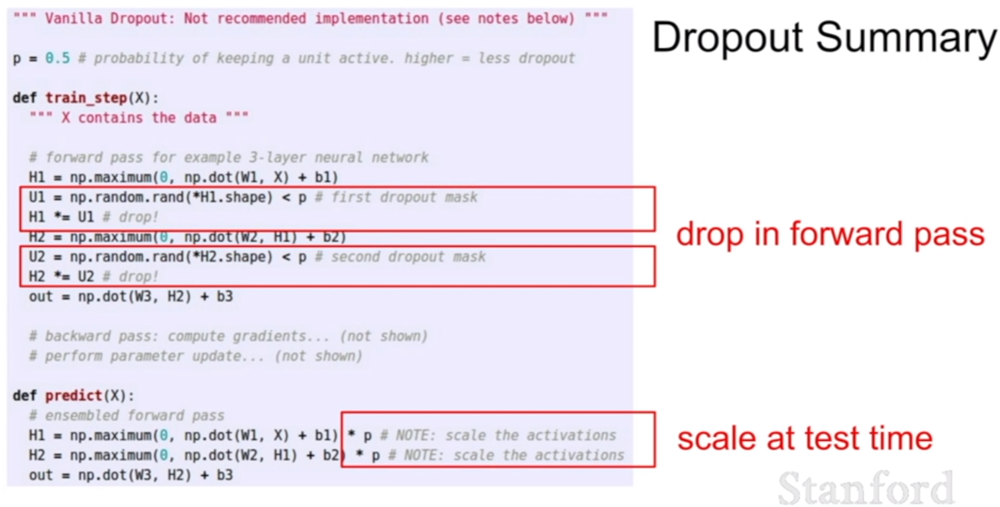 """ Vanilla Dropout: Not recommended implementation (see notes below) """
Dropout Summary
p = 0.5 # probability of keeping a unit active. higher = less dropout
def train_step(X):
""" X contains the data """
# forward pass for example 3-layer neural network
H1 = np.maximum(0, np.dot(W1, X) + b1)
U1 = np.random.rand(*H1.shape) < p # first dropout mask
H1 *= U1 # drop!
H2 = np.maximum(0, np.dot(W2, H1) + b2)
drop in forward pass
U2 = np.random.rand(*H2.shape) < p # second dropout mask
H2 *= U2 # drop!
out = np.dot(W3, H2) + b3
# backward pass: compute gradients... (not shown)
# perform parameter update... (not shown)
def predict(X):
# ensembled forward pass
H1 = np.maximum(0, np.dot(W1, X) + b1) * p # NOTE: scale the activations
scale at test time
H2 = np.maximum(0, np.dot(W2, H1) + b2) * p # NOTE: scale the activations
out = np.dot(W3, H2) + b3
Stanford